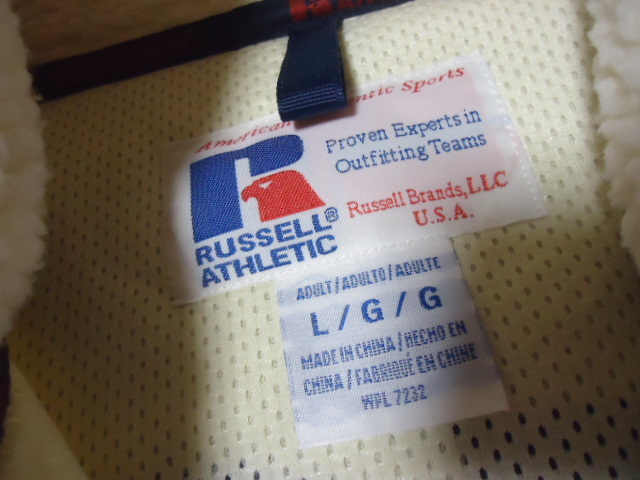 American Authentic Sports
Proven Experts in
Outfitting Teams
Russell Brands, LLC
U.S.A.
RUSSELL®
ATHLETIC
ADULT/ADULTO/ADULTE
L/G/G
MADE IN CHINA/HECHO EN
CHINA/FABRIQUÉ EN CHINE
WPL 7232